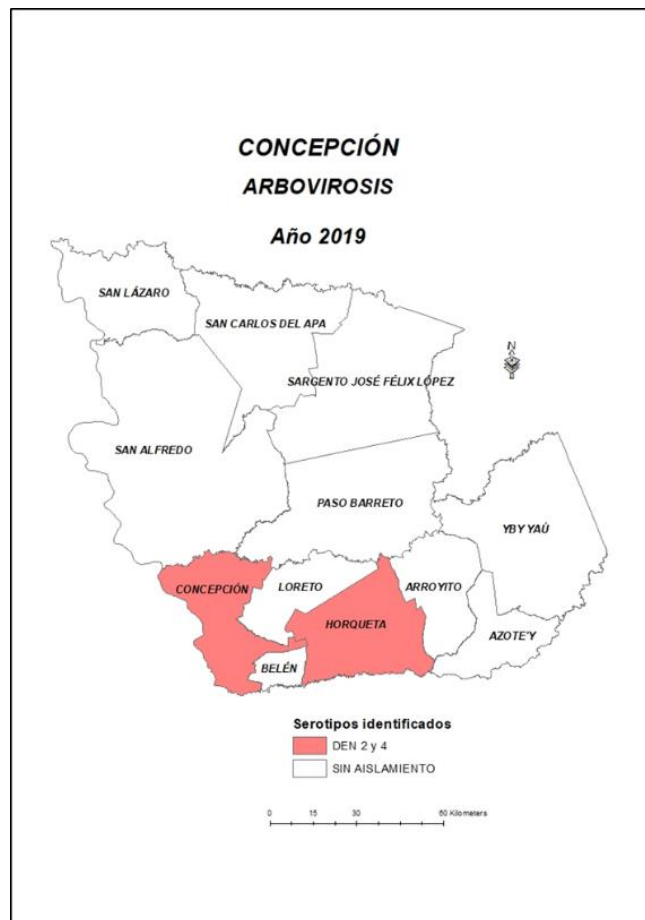 CONCEPCIÓN
ARBOVIROSIS
Año 2019
SAN LÁZARO
SAN CARLOS DEL APA
N
SARGENTO JOSÉ FÉLIX LÓPEZ
SAN ALFREDO
PASO BARRETO
YBY YAÚ
CONCEPCIÓN
LORETO
ARROYITO
HORQUETA
AZOTE'Y
BELÉN
Serotipos identificados
DEN 2 y 4
SIN AISLAMIENTO
0 15 30 60 Kilometers